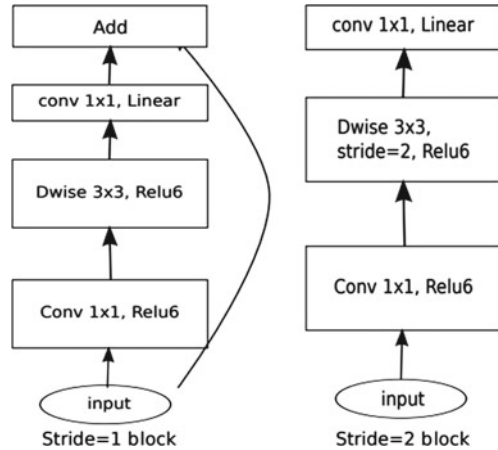 Add
conv 1x1, Linear
Dwise 3x3, Relu6
Conv 1x1, Relu6
input
Stride=1 block
conv 1x1, Linear
Dwise 3x3,
stride=2, Relu6
Conv 1x1, Relu6
input
Stride=2 block